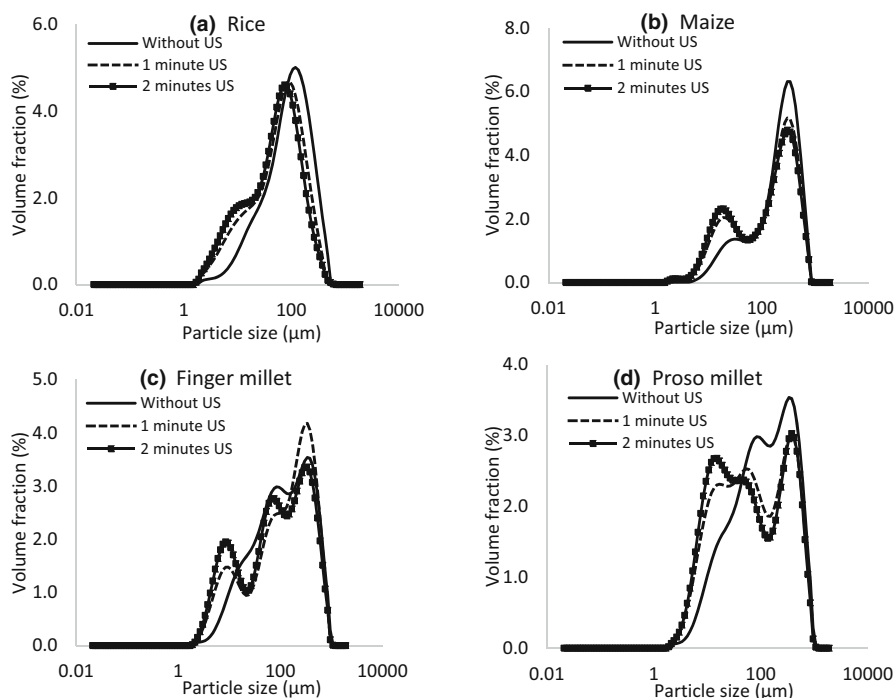 (a) Rice
Without US
1 minute US
2 minutes US
6.0
4.0
2.0
0.0
0.01
1
100
10000
Volume fraction (%)
Particle size (µm)
(b) Maize
Without US
1 minute US
2 minutes US
8.0
6.0
4.0
2.0
0.0
0.01
1
100
10000
Volume fraction (%)
Particle size (µm)
(c) Finger millet
Without US
1 minute US
2 minutes US
5.0
4.0
3.0
2.0
1.0
0.0
0.01
1
100
10000
Volume fraction (%)
Particle size (µm)
(d) Proso millet
Without US
1 minute US
2 minutes US
4.0
3.0
2.0
1.0
0.0
0.01
1
100
10000
Volume fraction (%)
Particle size (µm)